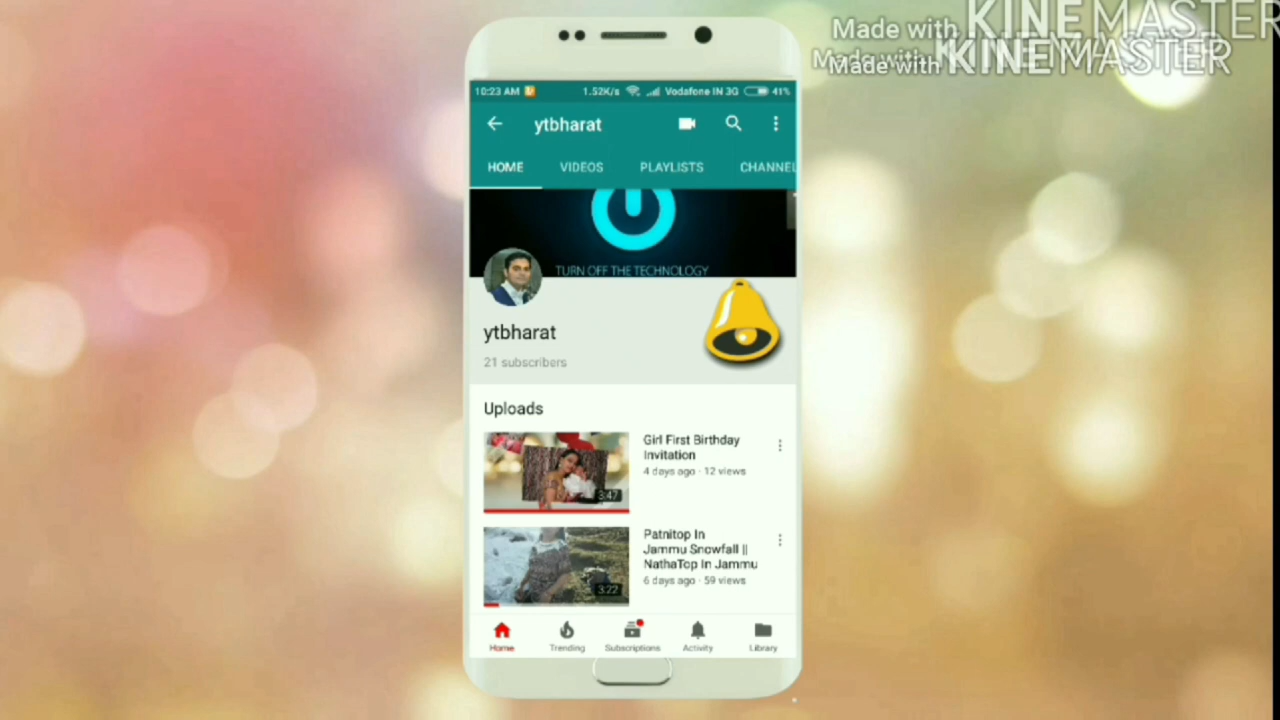 Made with KINEMASTER
Made with KINEMASTER
Made with KINEMASTER
10:23 AM 1.52K/s Vodafone IN 3G 41%
ytbharat
HOME VIDEOS PLAYLISTS CHANNEL
TURN OFF THE TECHNOLOGY
ytbharat
21 subscribers
Uploads
Girl First Birthday
Invitation
4 days ago · 12 views
3:47
Patnitop In
Jammu Snowfall ||
NathaTop In Jammu
6 days ago · 59 views
3:22
Home Trending Subscriptions Activity Library